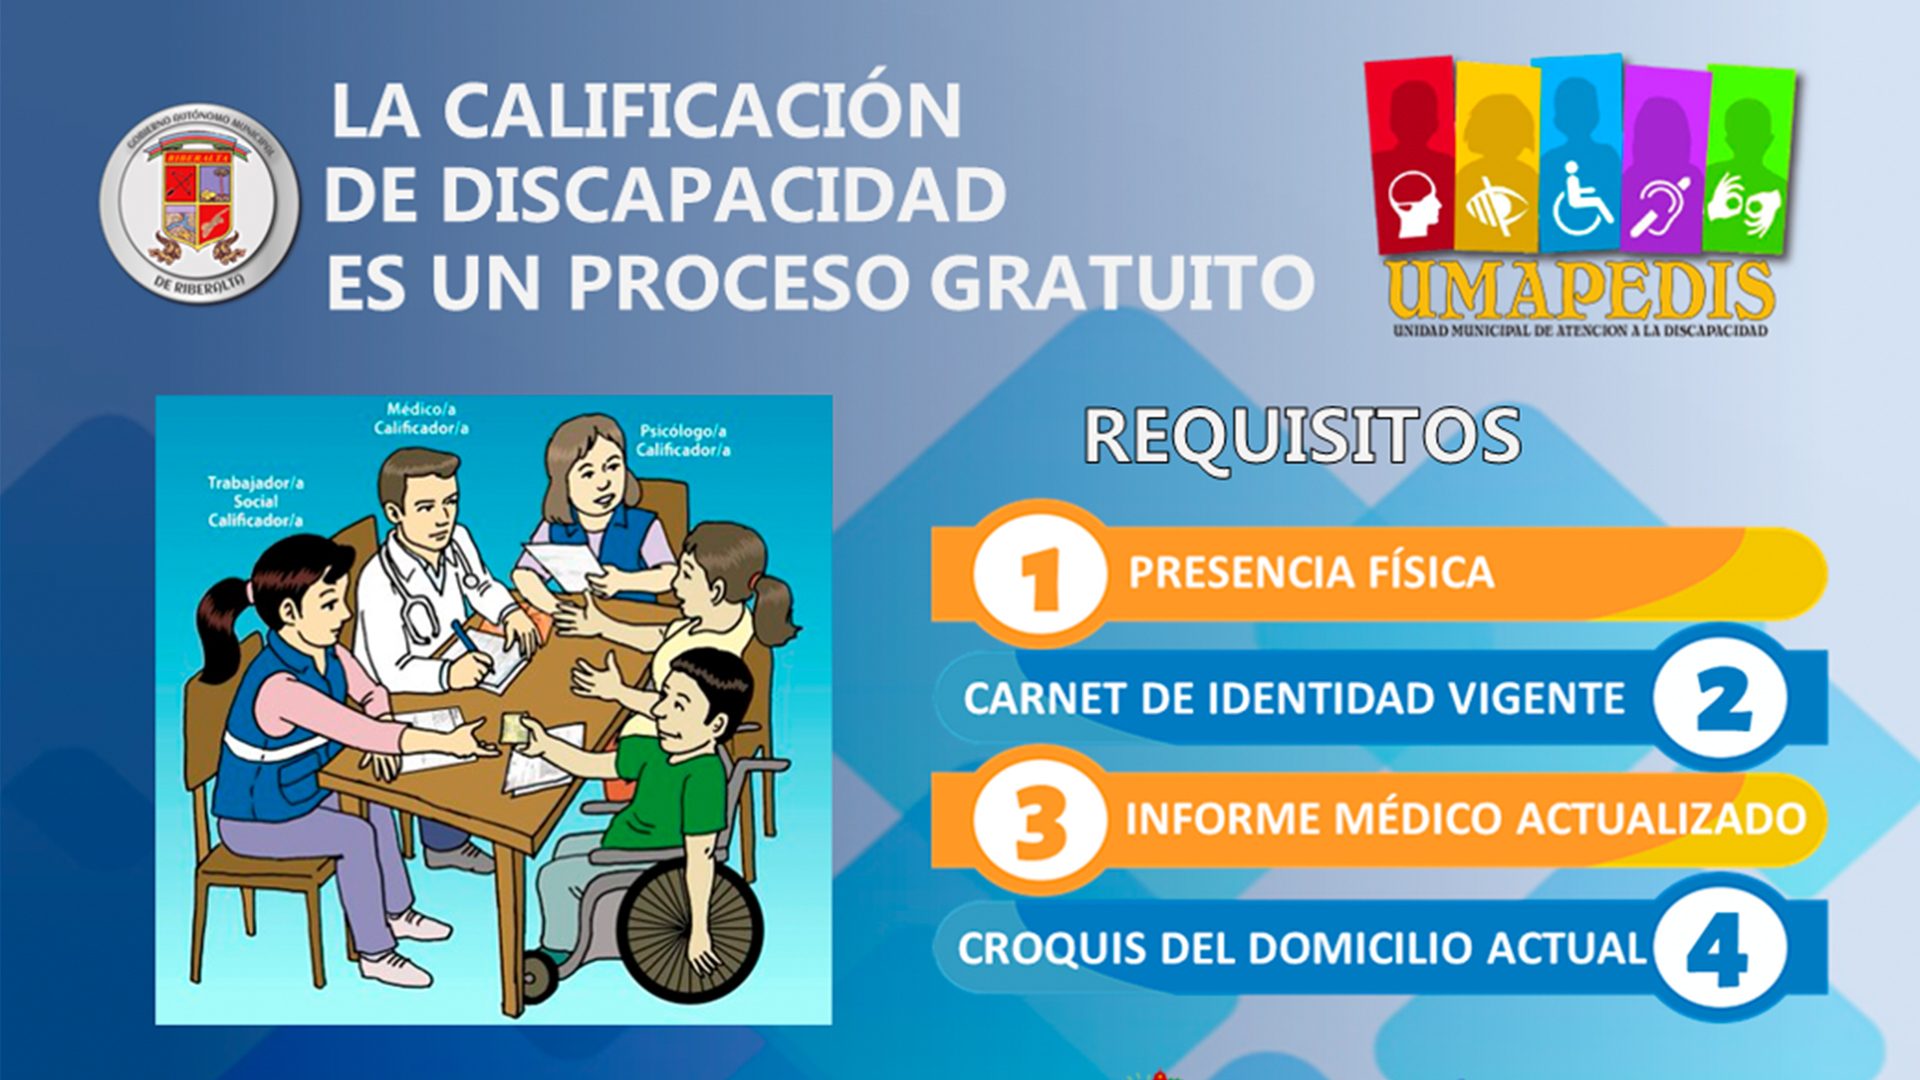 GOBIERNO AUTÓNOMO MUNICIPAL
RIBERALTA
DE RIBERALTA
LA CALIFICACIÓN
DE DISCAPACIDAD
ES UN PROCESO GRATUITO
UMAPEDIS
UNIDAD MUNICIPAL DE ATENCION A LA DISCAPACIDAD
Médico/a
Calificador/a
Psicólogo/a
Calificador/a
Trabajador/a
Social
Calificador/a
REQUISITOS
1 PRESENCIA FÍSICA
CARNET DE IDENTIDAD VIGENTE 2
3 INFORME MÉDICO ACTUALIZADO
CROQUIS DEL DOMICILIO ACTUAL 4